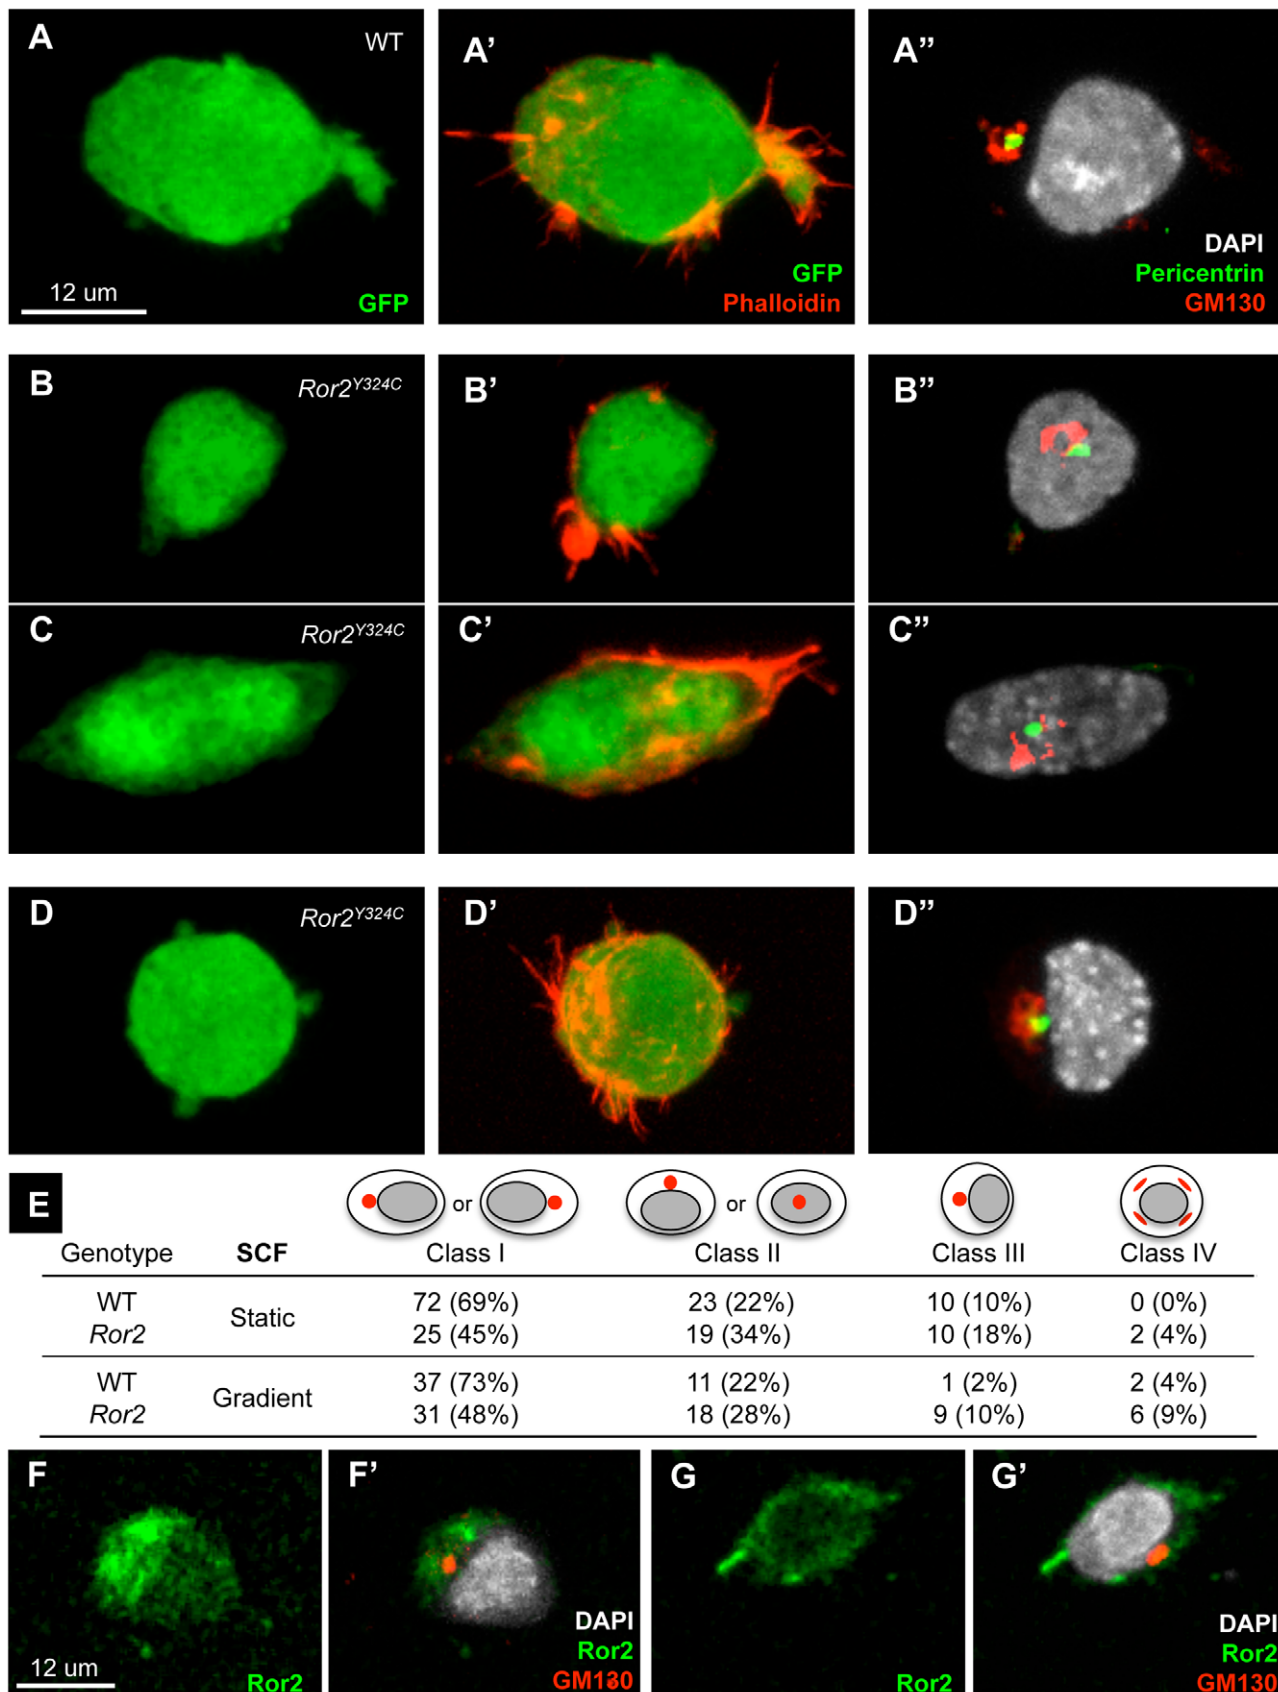 A WT
12 um
GFP
A'
GFP
Phalloidin
A"
DAPI
Pericentrin
GM130
B Ror2Y324C
B'
B"
C Ror2Y324C
C'
C"
D Ror2Y324C
D'
D"
E
or or
Genotype SCF Class I Class II Class III Class IV
WT Static 72 (69%) 23 (22%) 10 (10%) 0 (0%)
Ror2 25 (45%) 19 (34%) 10 (18%) 2 (4%)
WT Gradient 37 (73%) 11 (22%) 1 (2%) 2 (4%)
Ror2 31 (48%) 18 (28%) 9 (10%) 6 (9%)
F
12 um
Ror2
F'
DAPI
Ror2
GM130
G
Ror2
G'
DAPI
Ror2
GM130